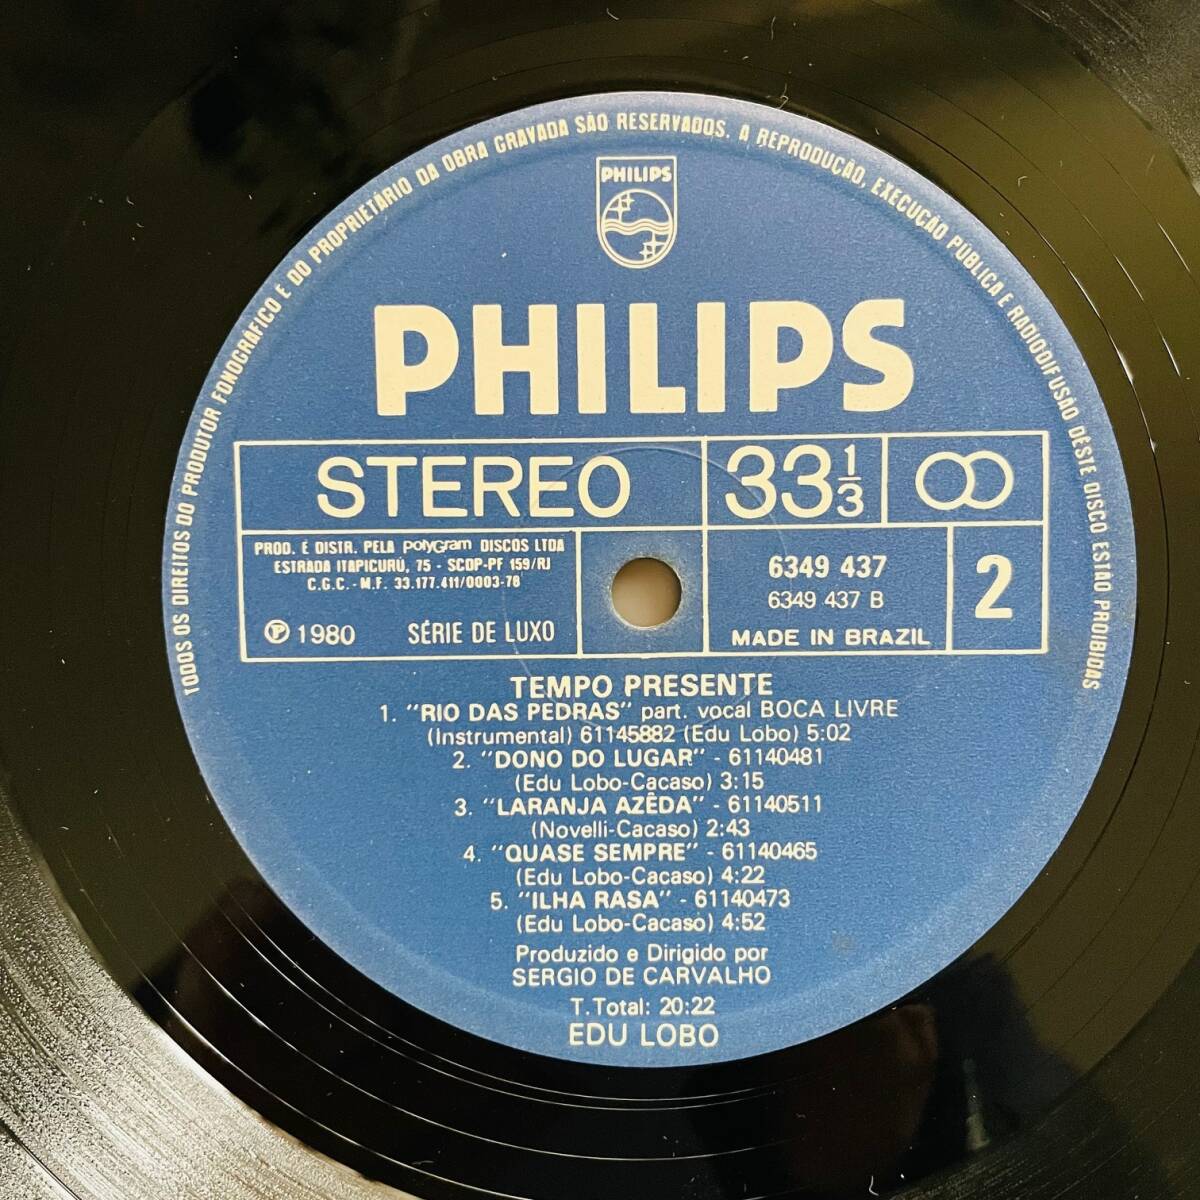 TODOS OS DIREITOS DO PRODUTOR FONOGRÁFICO E DO PROPRIETÁRIO DA OBRA GRAVADA SÃO RESERVADOS. A REPRODUÇÃO, EXECUÇÃO PÚBLICA E RADIODIFUSÃO DÊSTE DISCO ESTÃO PROIBIDAS
PHILIPS
PHILIPS
STEREO 33 1/3
PROD. E DISTR. PELA polyGram DISCOS LTDA
ESTRADA ITAPICURÚ, 75 - SCDP-PF 159/RJ
C.G.C. - M.F. 33.177.411/0003-78
Ⓟ 1980 SÉRIE DE LUXO
6349 437
6349 437 B
MADE IN BRAZIL
2
TEMPO PRESENTE
1. "RIO DAS PEDRAS" part. vocal BOCA LIVRE
(Instrumental) 61145882 (Edu Lobo) 5:02
2. "DONO DO LUGAR" - 61140481
(Edu Lobo-Cacaso) 3:15
3. "LARANJA AZÊDA" - 61140511
(Novelli-Cacaso) 2:43
4. "QUASE SEMPRE" - 61140465
(Edu Lobo-Cacaso) 4:22
5. "ILHA RASA" - 61140473
(Edu Lobo-Cacaso) 4:52
Produzido e Dirigido por
SERGIO DE CARVALHO
T. Total: 20:22
EDU LOBO